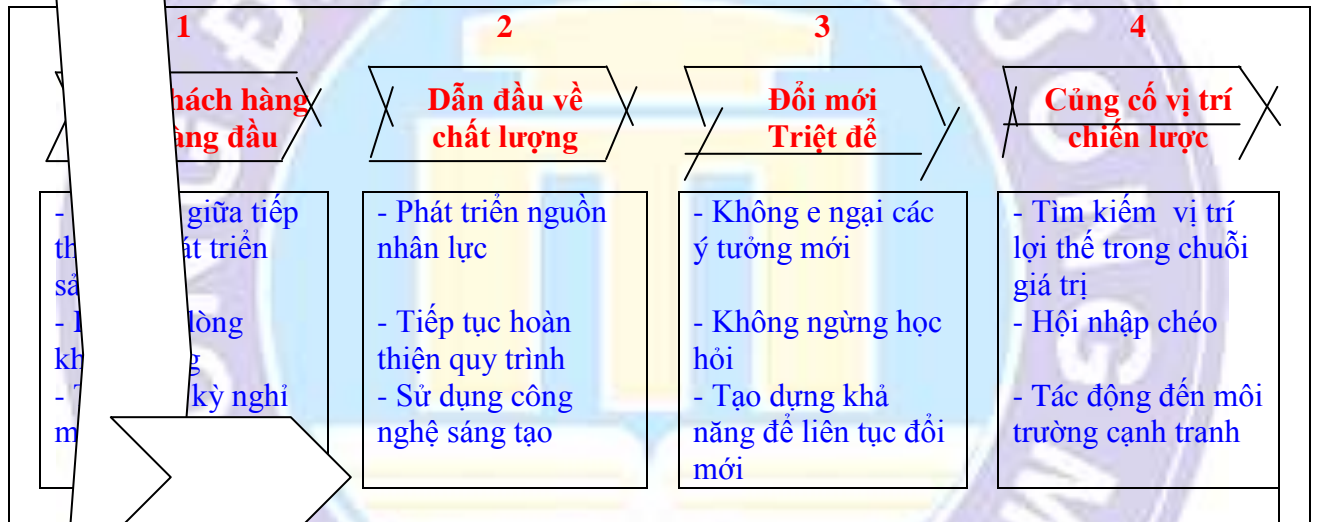 1
2
3
4
hách hàng
àng đầu
Dẫn đầu về
chất lượng
Đổi mới
Triệt để
Củng cố vị trí
chiến lược
- giữa tiếp
th át triển
sả
- lòng
kh g
- kỳ nghỉ
m
- Phát triển nguồn
nhân lực
- Tiếp tục hoàn
thiện quy trình
- Sử dụng công
nghệ sáng tạo
- Không e ngại các
ý tưởng mới
- Không ngừng học
hỏi
- Tạo dựng khả
năng để liên tục đổi
mới
- Tìm kiếm vị trí
lợi thế trong chuỗi
giá trị
- Hội nhập chéo
- Tác động đến môi
trường cạnh tranh